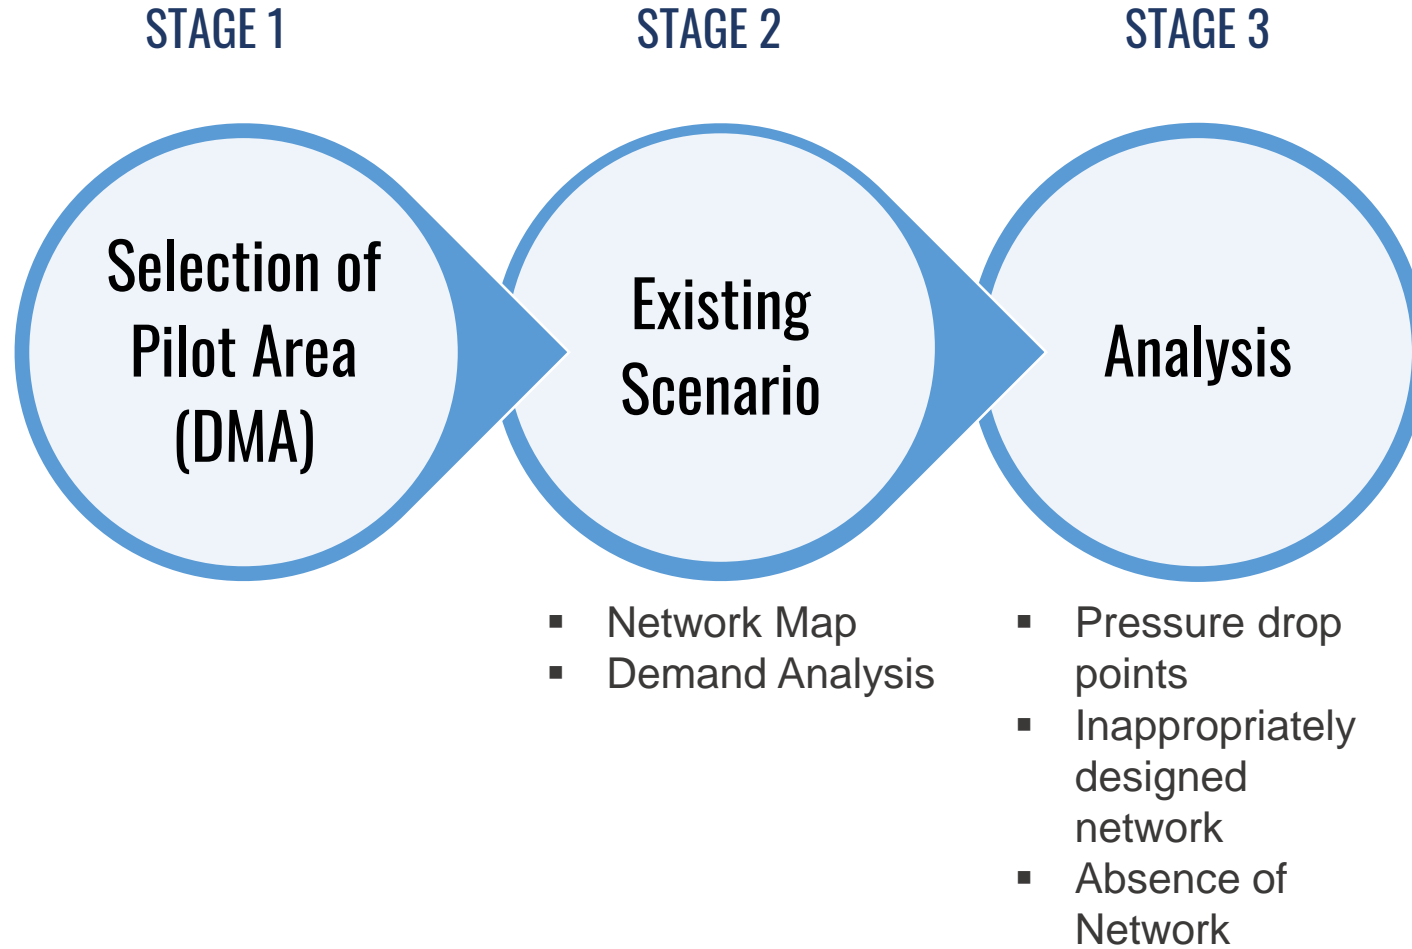 STAGE 1
STAGE 2
STAGE 3
Selection of
Pilot Area
(DMA)
Existing
Scenario
Analysis
▪ Network Map
▪ Demand Analysis
▪ Pressure drop
points
▪ Inappropriately
designed
network
▪ Absence of
Network